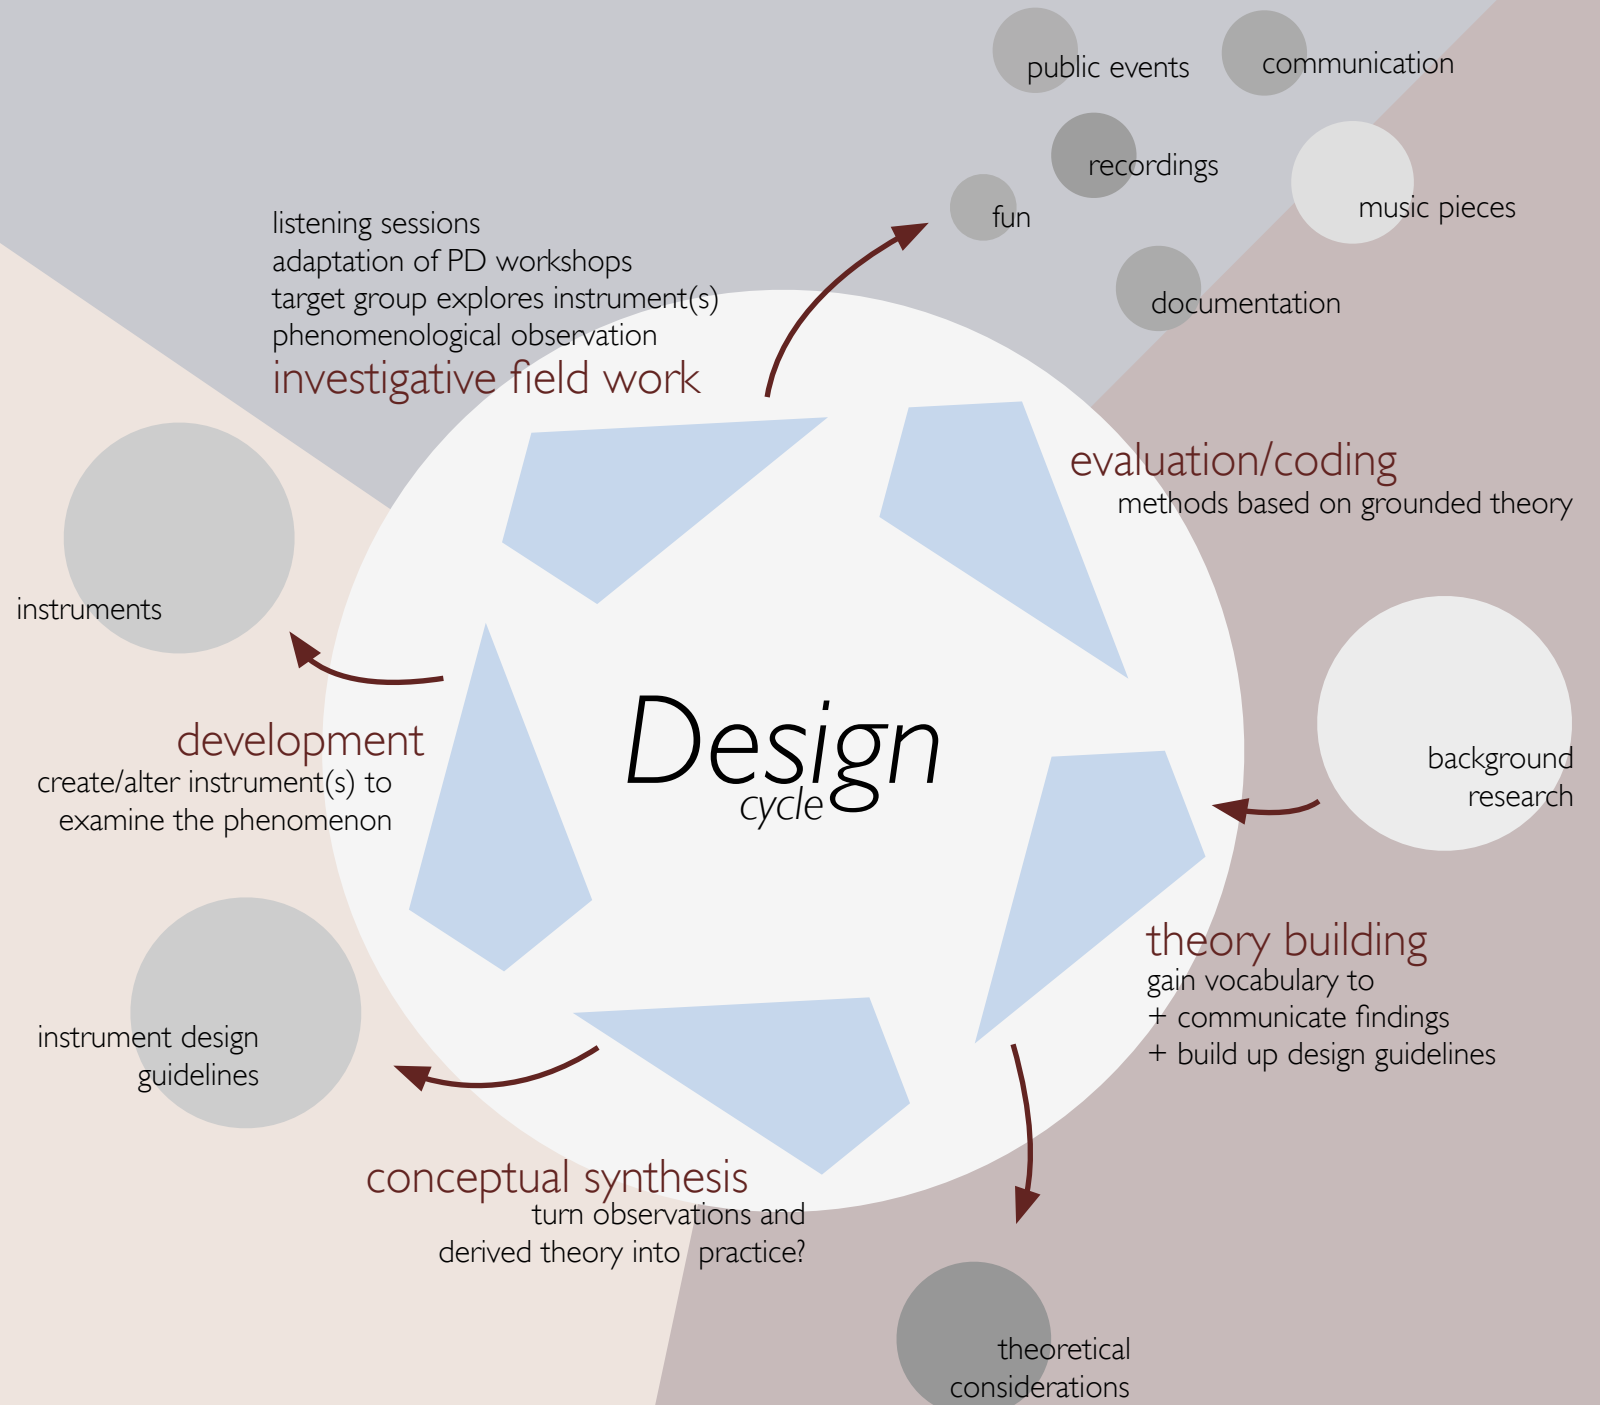 public events
communication
recordings
music pieces
fun
documentation
listening sessions
adaptation of PD workshops
target group explores instrument(s)
phenomenological observation
investigative field work
evaluation/coding
methods based on grounded theory
instruments
development
create/alter instrument(s) to
examine the phenomenon
Design
cycle
background
research
theory building
gain vocabulary to
+ communicate findings
+ build up design guidelines
instrument design
guidelines
conceptual synthesis
turn observations and
derived theory into practice?
theoretical
considerations